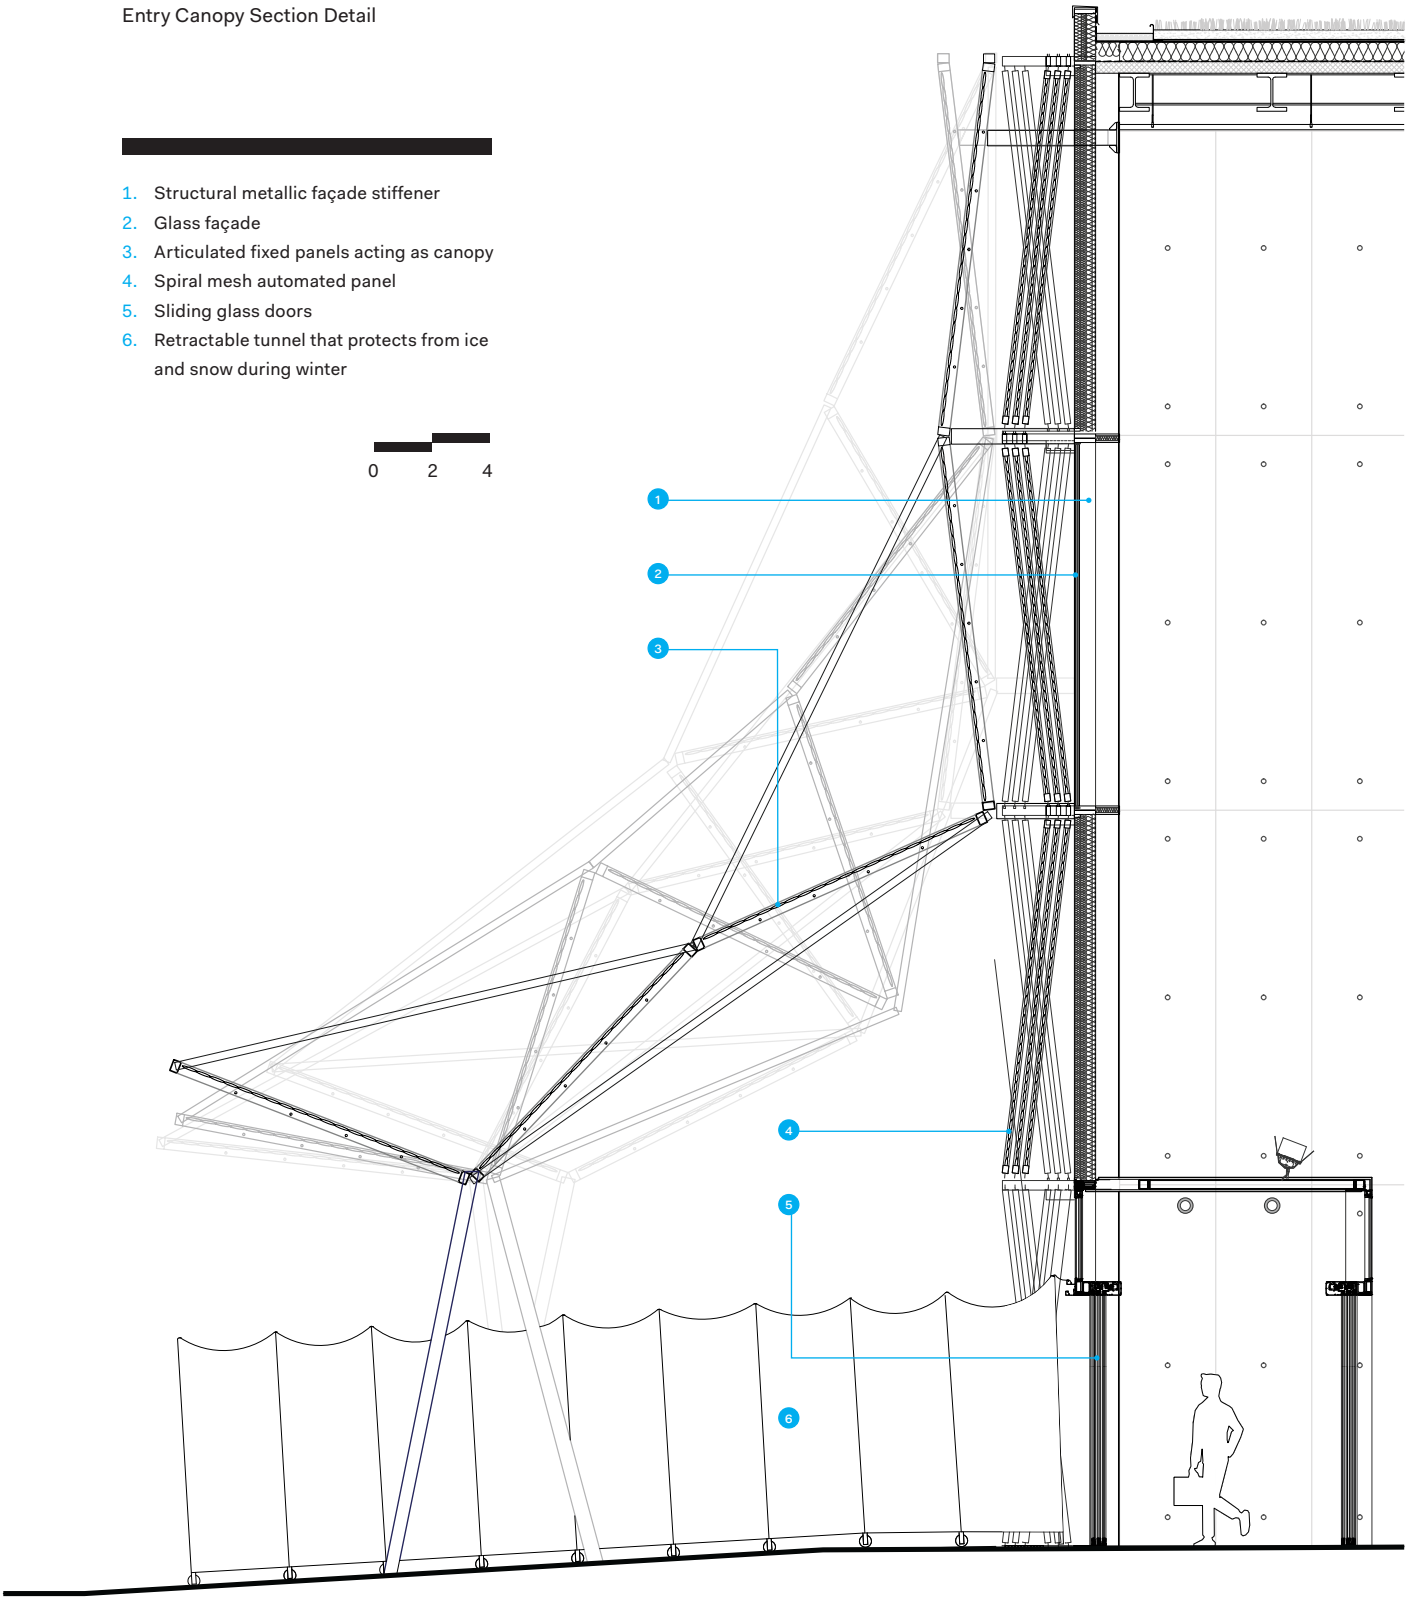 Entry Canopy Section Detail
1. Structural metallic façade stiffener
2. Glass façade
3. Articulated fixed panels acting as canopy
4. Spiral mesh automated panel
5. Sliding glass doors
6. Retractable tunnel that protects from ice
and snow during winter
0 2 4
1
2
3
4
5
6